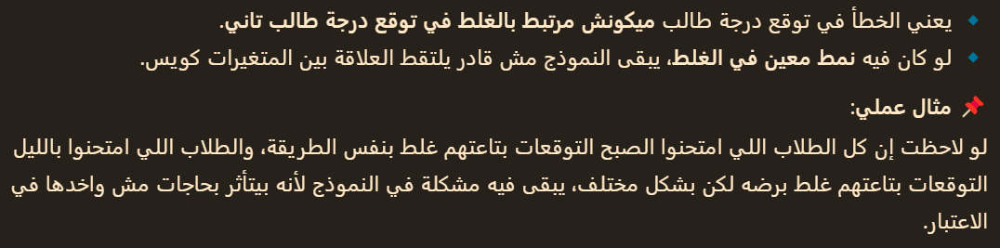 🔹 يعني الخطأ في توقع درجة طالب ميكونش مرتبط بالغلط في توقع درجة طالب تاني.
🔹 لو كان فيه نمط معين في الغلط، يبقى النموذج مش قادر يلتقط العلاقة بين المتغيرات كويس.
📌 مثال عملي:
لو لاحظت إن كل الطلاب اللي امتحنوا الصبح التوقعات بتاعتهم غلط بنفس الطريقة، والطلاب اللي امتحنوا بالليل
التوقعات بتاعتهم غلط برضه لكن بشكل مختلف، يبقى فيه مشكلة في النموذج لأنه بيتأثر بحاجات مش واخدها في
الاعتبار.